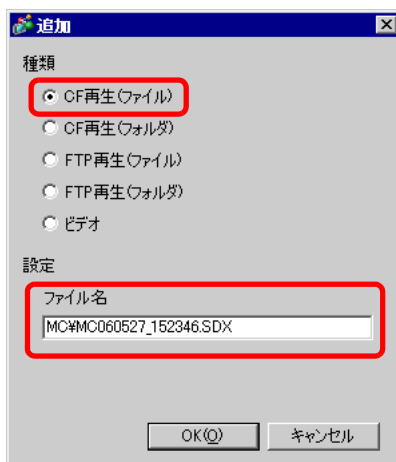 追加
種類
CF再生(ファイル)
CF再生(フォルダ)
FTP再生(ファイル)
FTP再生(フォルダ)
ビデオ
設定
ファイル名
MC¥MC060527_152346.SDX
OK(O) キャンセル